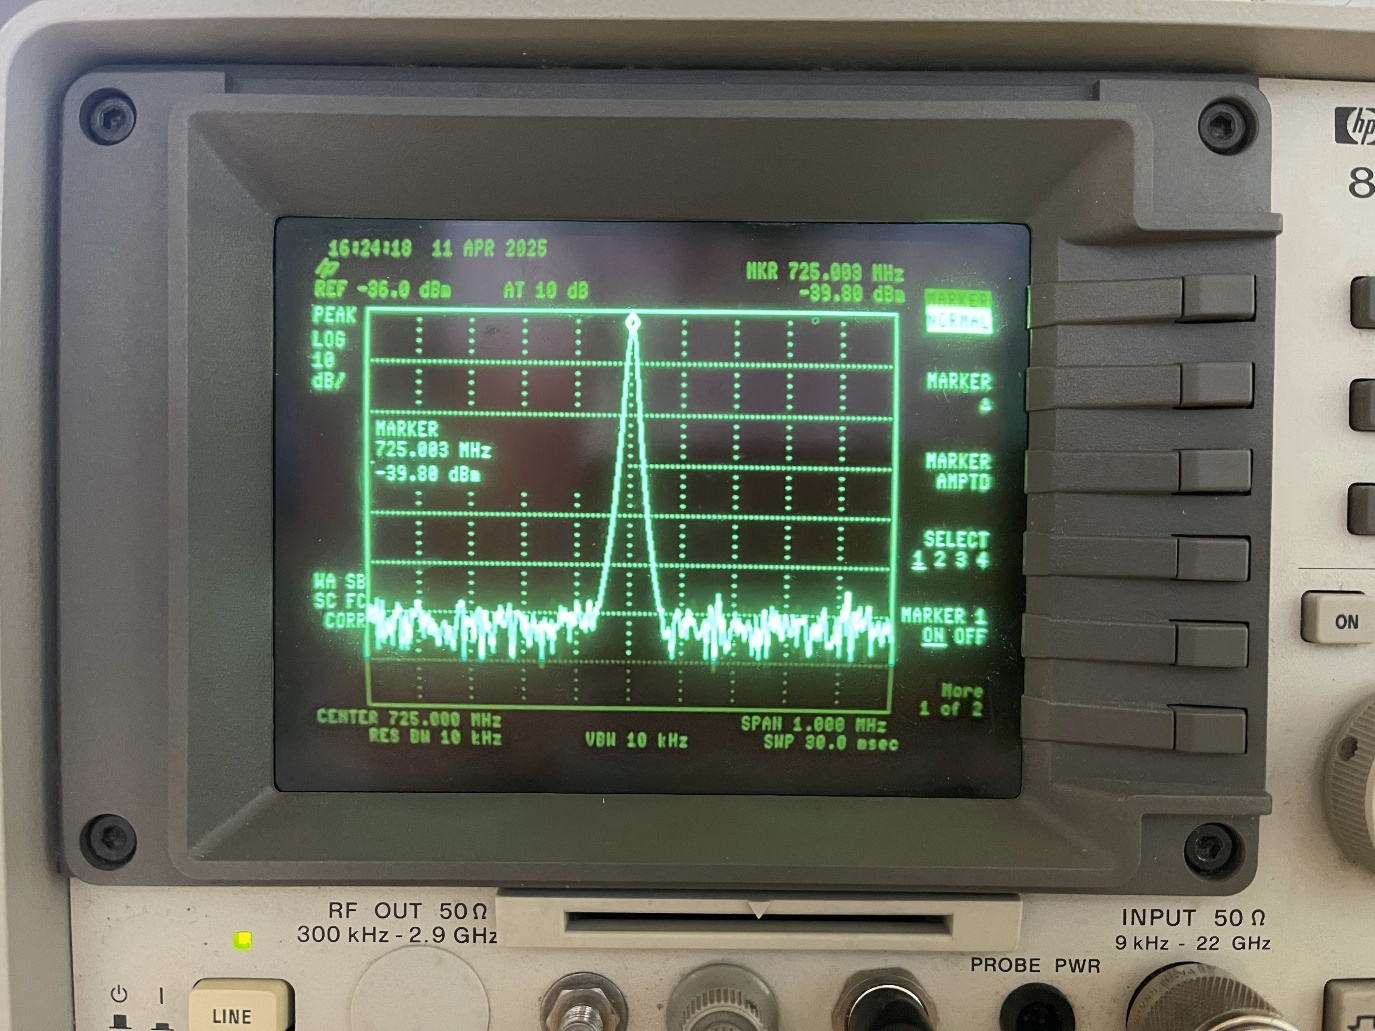 16:24:18 11 APR 2025
hp
REF -36.0 dBm AT 10 dB
MKR 725.003 MHz
-39.80 dBm
PEAK
LOG
10
dB/
MARKER
725.003 MHz
-39.80 dBm
WA SB
SC FC
CORR
CENTER 725.000 MHz
RES BW 10 kHz
VBW 10 kHz
SPAN 1.000 MHz
SWP 30.0 msec
MARKER
NORMAL
MARKER
Δ
MARKER
AMPTD
SELECT
1 2 3 4
MARKER 1
ON OFF
More
1 of 2
hp
8
ON
RF OUT 50Ω
300 kHz - 2.9 GHz
INPUT 50 Ω
9 kHz - 22 GHz
PROBE PWR
LINE